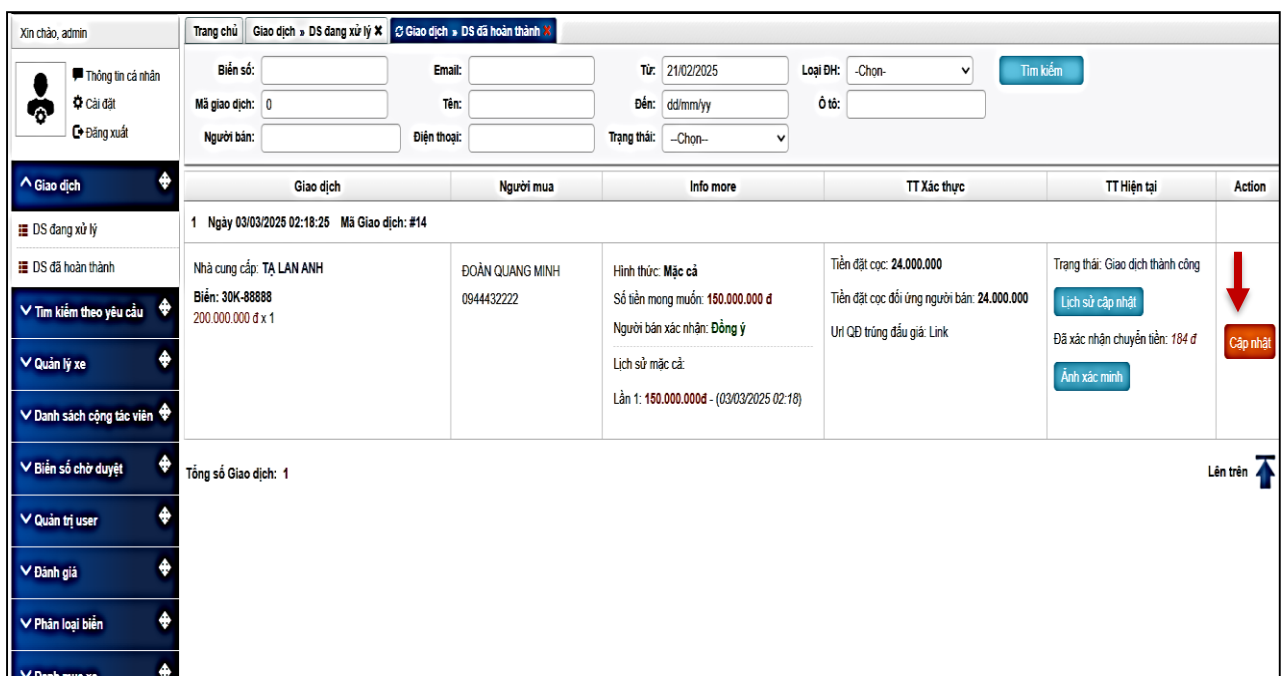 Xin chào, admin
Thông tin cá nhân
Cài đặt
Đăng xuất
Trang chủ
Giao dịch » DS đang xử lý
Giao dịch » DS đã hoàn thành
Biển số:
Email:
Từ: 21/02/2025
Loại ĐH: -Chọn-
Tìm kiếm
Mã giao dịch: 0
Tên:
Đến: dd/mm/yy
Ô tô:
Người bán:
Điện thoại:
Trạng thái: --Chọn--
Giao dịch
DS đang xử lý
DS đã hoàn thành
Tìm kiếm theo yêu cầu
Quản lý xe
Danh sách cộng tác viên
Biển số chờ duyệt
Quản trị user
Đánh giá
Phân loại biển
Giao dịch
Người mua
Info more
TT Xác thực
TT Hiện tại
Action
1 Ngày 03/03/2025 02:18:25 Mã Giao dịch: #14
Nhà cung cấp: TẠ LAN ANH
Biển: 30K-88888
200.000.000 đ x 1
ĐOÀN QUANG MINH
0944432222
Hình thức: Mặc cả
Số tiền mong muốn: 150.000.000 đ
Người bán xác nhận: Đồng ý
Lịch sử mặc cả:
Lần 1: 150.000.000đ - (03/03/2025 02:18)
Tiền đặt cọc: 24.000.000
Tiền đặt cọc đối ứng người bán: 24.000.000
Url QĐ trúng đấu giá: Link
Trạng thái: Giao dịch thành công
Lịch sử cập nhật
Đã xác nhận chuyển tiền: 184 đ
Ảnh xác minh
Cập nhật
Tổng số Giao dịch: 1
Lên trên